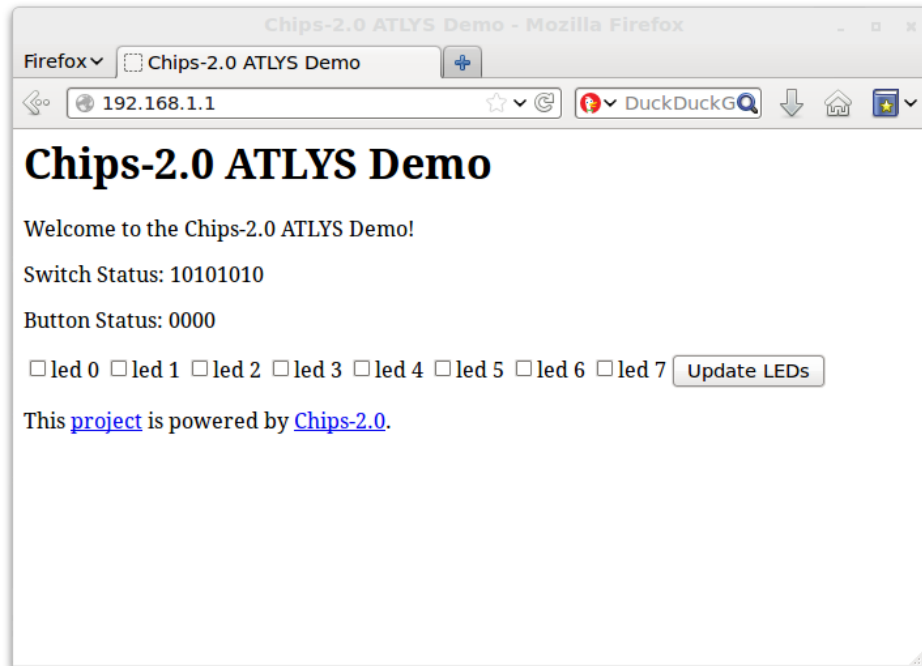 Chips-2.0 ATLYS Demo - Mozilla Firefox
Firefox
Chips-2.0 ATLYS Demo
192.168.1.1
DuckDuckG
Chips-2.0 ATLYS Demo
Welcome to the Chips-2.0 ATLYS Demo!
Switch Status: 10101010
Button Status: 0000
led 0 led 1 led 2 led 3 led 4 led 5 led 6 led 7 Update LEDs
This project is powered by Chips-2.0.